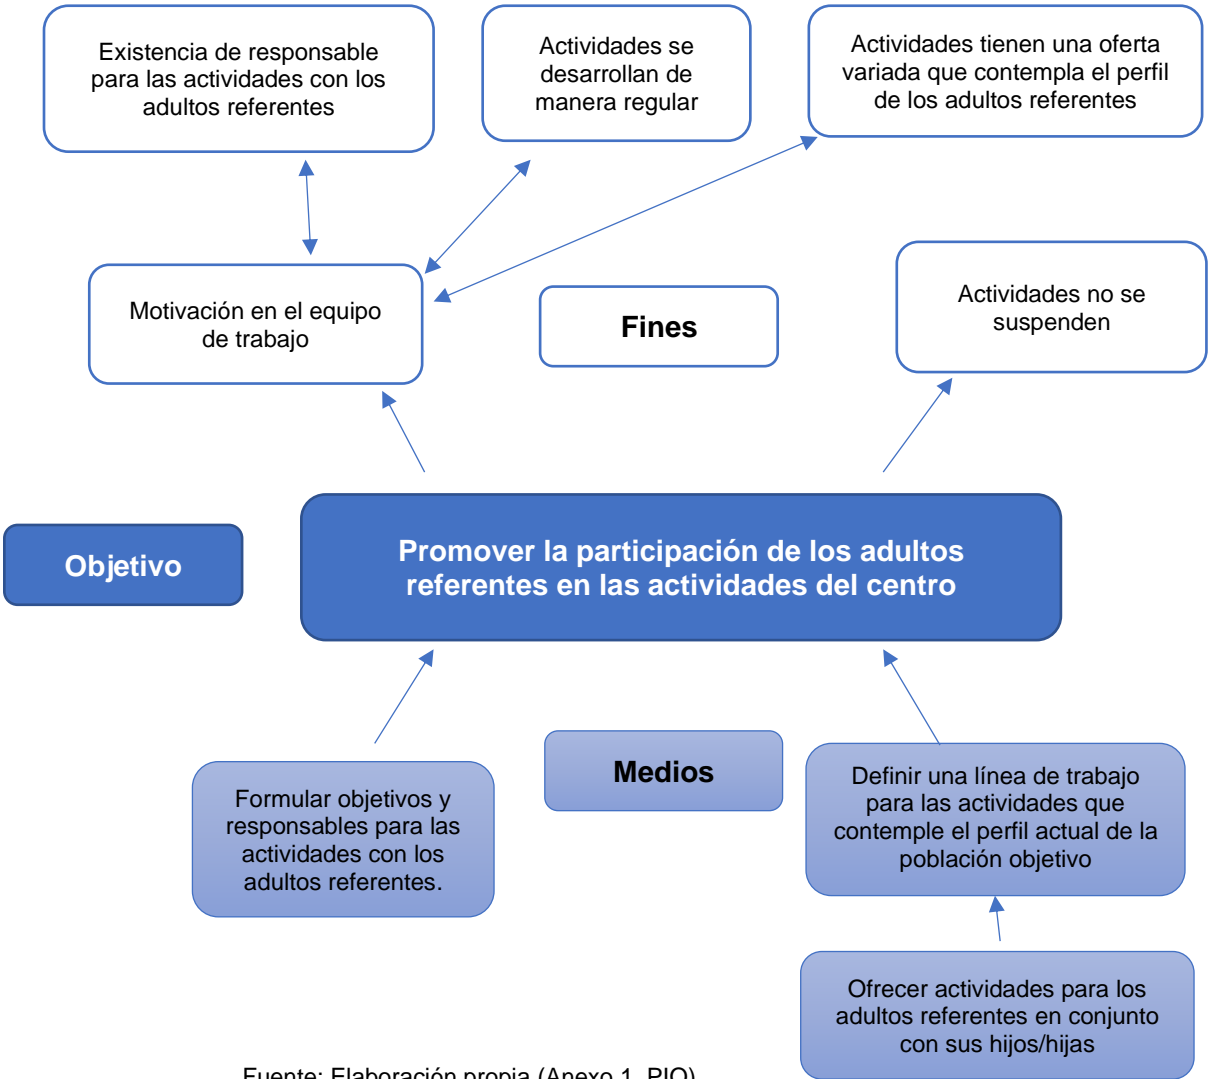 Existencia de responsable
para las actividades con los
adultos referentes
Actividades se
desarrollan de
manera regular
Actividades tienen una oferta
variada que contempla el perfil
de los adultos referentes
Motivación en el equipo
de trabajo
Fines
Actividades no se
suspenden
Objetivo
Promover la participación de los adultos
referentes en las actividades del centro
Medios
Formular objetivos y
responsables para las
actividades con los
adultos referentes.
Definir una línea de trabajo
para las actividades que
contemple el perfil actual de la
población objetivo
Ofrecer actividades para los
adultos referentes en conjunto
con sus hijos/hijas
Fuente: Elaboración propia (Anexo 1. PIO)